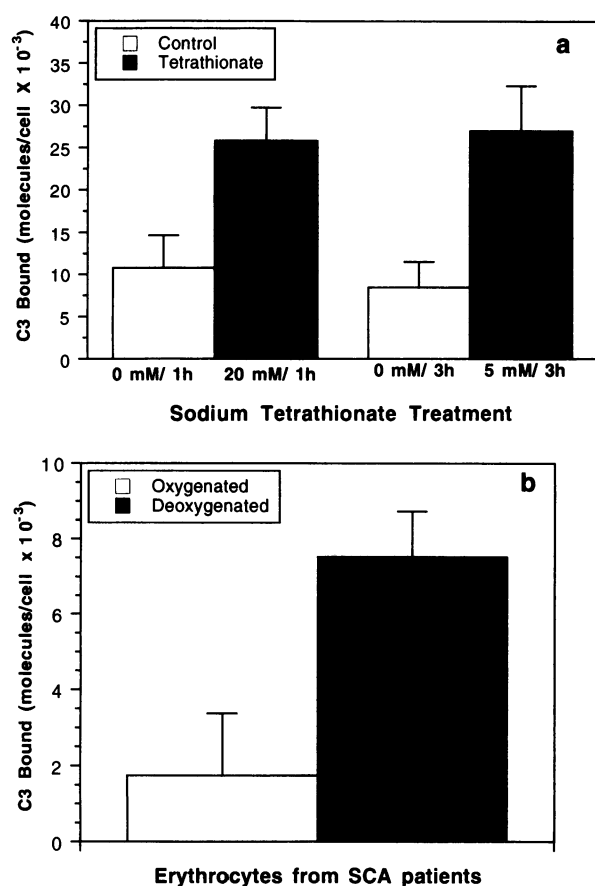 a
Control
Tetrathionate
C3 Bound (molecules/cell X 10-3)
40
35
30
25
20
15
10
5
0
0 mM/ 1h 20 mM/ 1h 0 mM/ 3h 5 mM/ 3h
Sodium Tetrathionate Treatment
b
Oxygenated
Deoxygenated
C3 Bound (molecules/cell x 10-3)
10
8
6
4
2
0
Erythrocytes from SCA patients